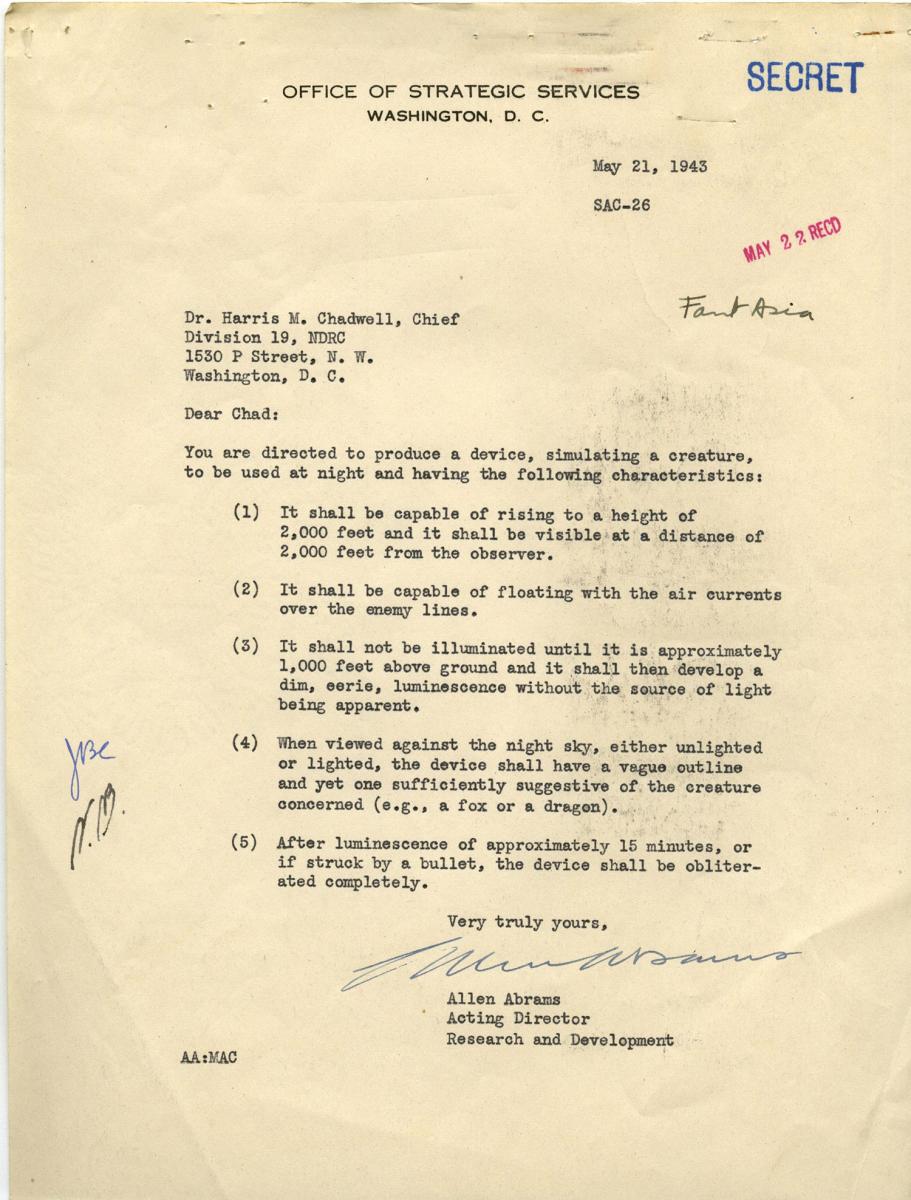 SECRET
OFFICE OF STRATEGIC SERVICES
WASHINGTON, D. C.
May 21, 1943
SAC-26
MAY 22 RECD
Dr. Harris M. Chadwell, Chief
FantAsia
Division 19, NDRC
1530 P Street, N. W.
Washington, D. C.
Dear Chad:
You are directed to produce a device, simulating a creature,
to be used at night and having the following characteristics:
(1) It shall be capable of rising to a height of
2,000 feet and it shall be visible at a distance of
2,000 feet from the observer.
(2) It shall be capable of floating with the air currents
over the enemy lines.
(3) It shall not be illuminated until it is approximately
1,000 feet above ground and it shall then develop a
dim, eerie, luminescence without the source of light
being apparent.
(4) When viewed against the night sky, either unlighted
or lighted, the device shall have a vague outline
and yet one sufficiently suggestive of the creature
concerned (e.g., a fox or a dragon).
JBC
N.B.
(5) After luminescence of approximately 15 minutes, or
if struck by a bullet, the device shall be obliter-
ated completely.
Very truly yours,
Allen Abrams
Allen Abrams
Acting Director
Research and Development
AA:MAC